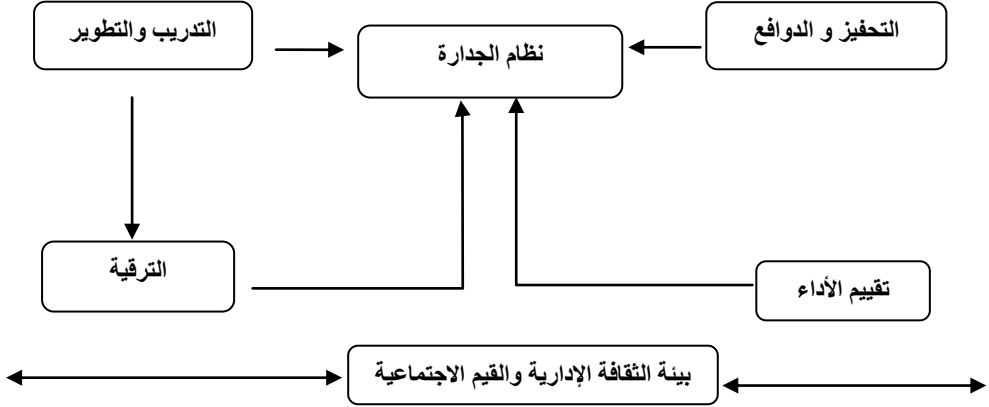 التحفيز و الدوافع
نظام الجدارة
التدريب والتطوير
الترقية
تقييم الأداء
بيئة الثقافة الإدارية والقيم الاجتماعية